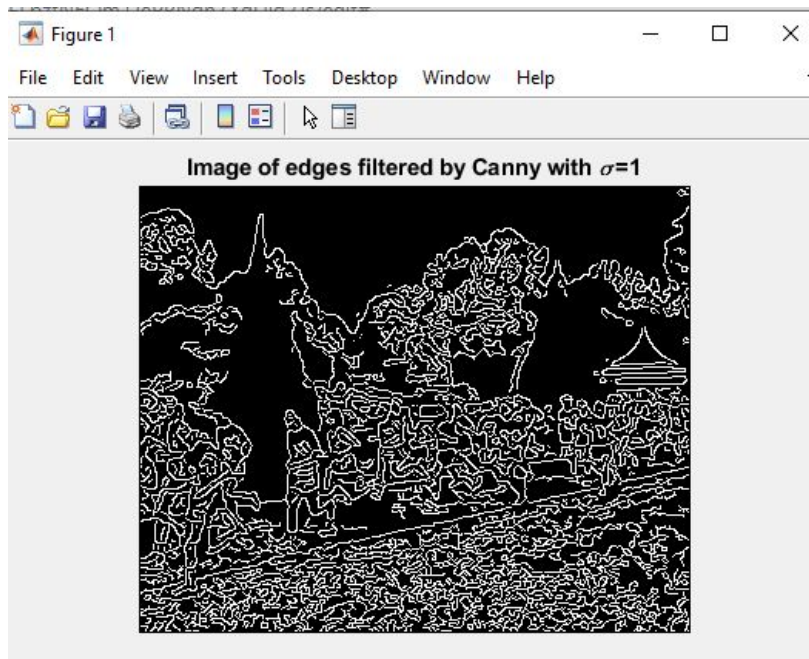 Figure 1
File Edit View Insert Tools Desktop Window Help
Image of edges filtered by Canny with σ=1